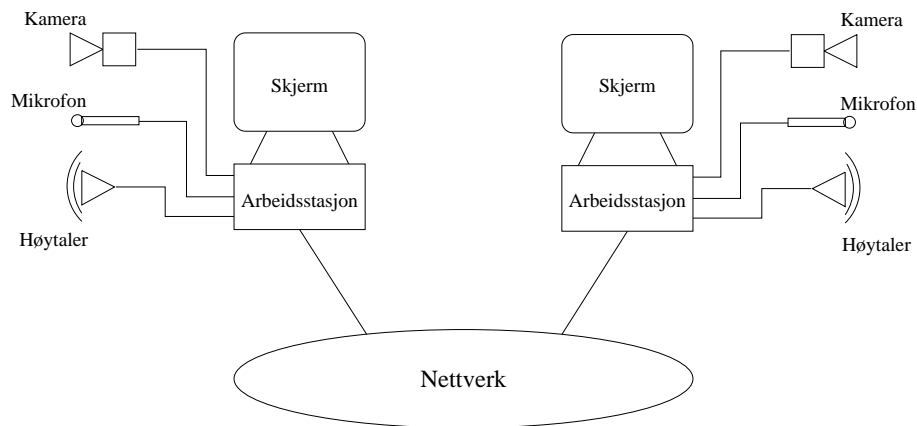 Kamera
Kamera
Skjerm
Skjerm
Mikrofon
Mikrofon
Arbeidsstasjon
Arbeidsstasjon
Høytaler
Høytaler
Nettverk